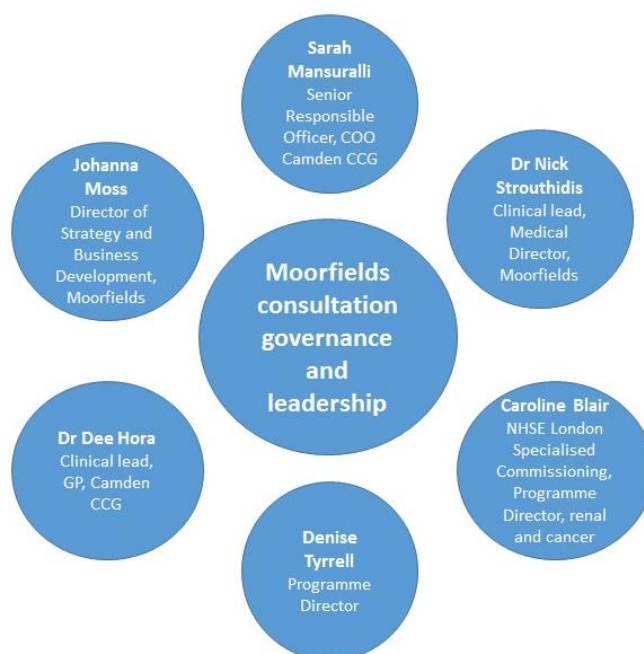 Sarah
Mansuralli
Senior
Responsible
Officer, COO
Camden CCG
Johanna
Moss
Director of
Strategy and
Business
Development,
Moorfields
Dr Nick
Strouthidis
Clinical lead,
Medical
Director,
Moorfields
Moorfields
consultation
governance
and
leadership
Dr Dee Hora
Clinical lead,
GP, Camden
CCG
Caroline Blair
NHSE London
Specialised
Commissioning,
Programme
Director, renal
and cancer
Denise
Tyrrell
Programme
Director